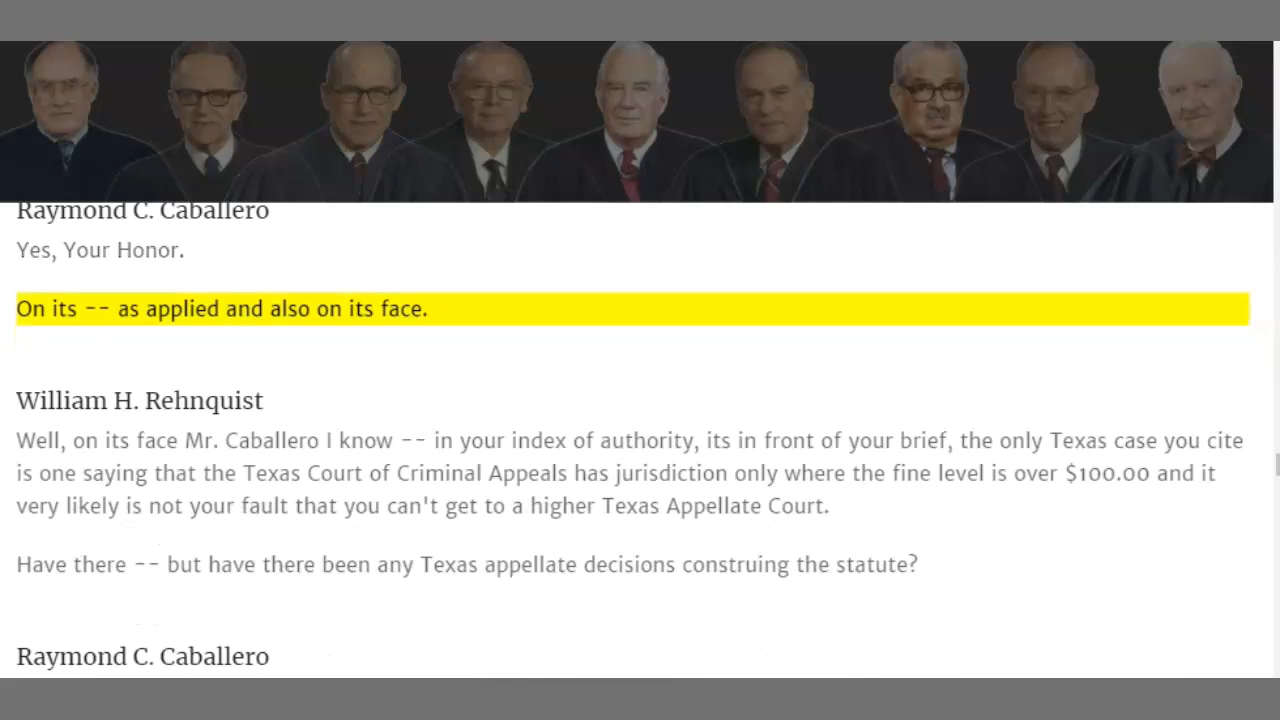 Raymond C. Caballero
Yes, Your Honor.
On its -- as applied and also on its face.
William H. Rehnquist
Well, on its face Mr. Caballero I know -- in your index of authority, its in front of your brief, the only Texas case you cite
is one saying that the Texas Court of Criminal Appeals has jurisdiction only where the fine level is over $100.00 and it
very likely is not your fault that you can't get to a higher Texas Appellate Court.
Have there -- but have there been any Texas appellate decisions construing the statute?
Raymond C. Caballero